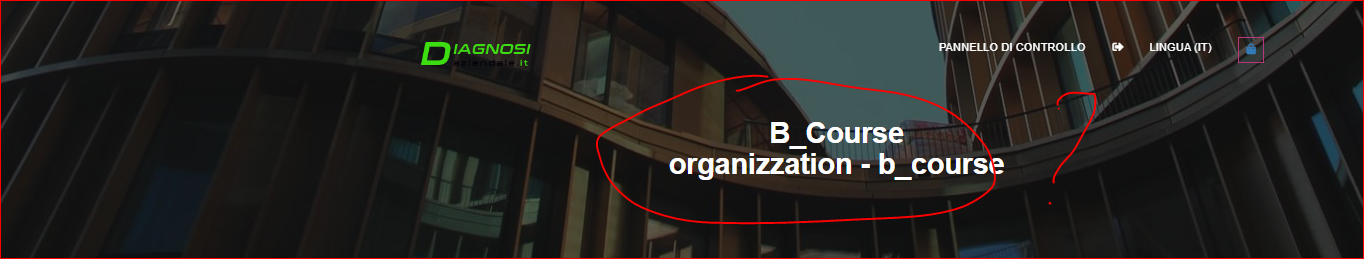 DIAGNOSI
aziendale.it
PANNELLO DI CONTROLLO
LINGUA (IT)
B_Course
organizzation - b_course
?